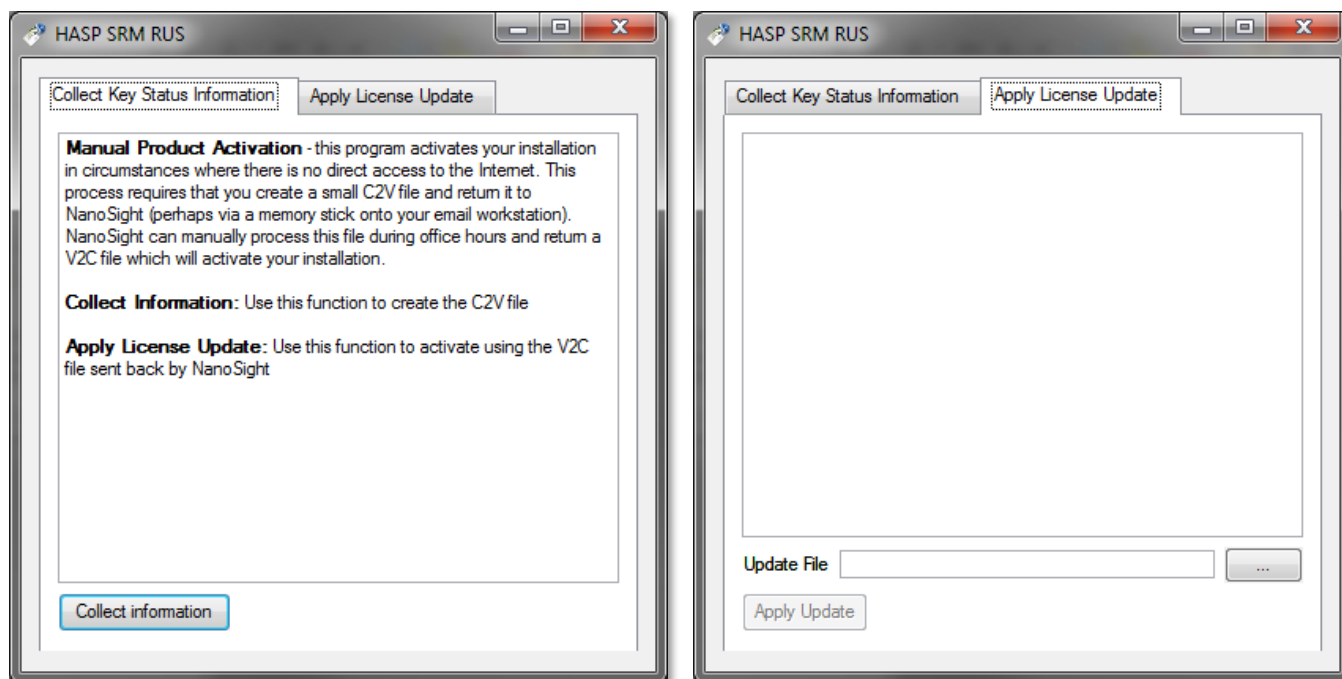 HASP SRM RUS
Collect Key Status Information
Apply License Update
Manual Product Activation - this program activates your installation
in circumstances where there is no direct access to the Internet. This
process requires that you create a small C2V file and return it to
NanoSight (perhaps via a memory stick onto your email workstation).
NanoSight can manually process this file during office hours and return a
V2C file which will activate your installation.
Collect Information: Use this function to create the C2V file
Apply License Update: Use this function to activate using the V2C
file sent back by NanoSight
Collect information
HASP SRM RUS
Collect Key Status Information
Apply License Update
Update File
...
Apply Update